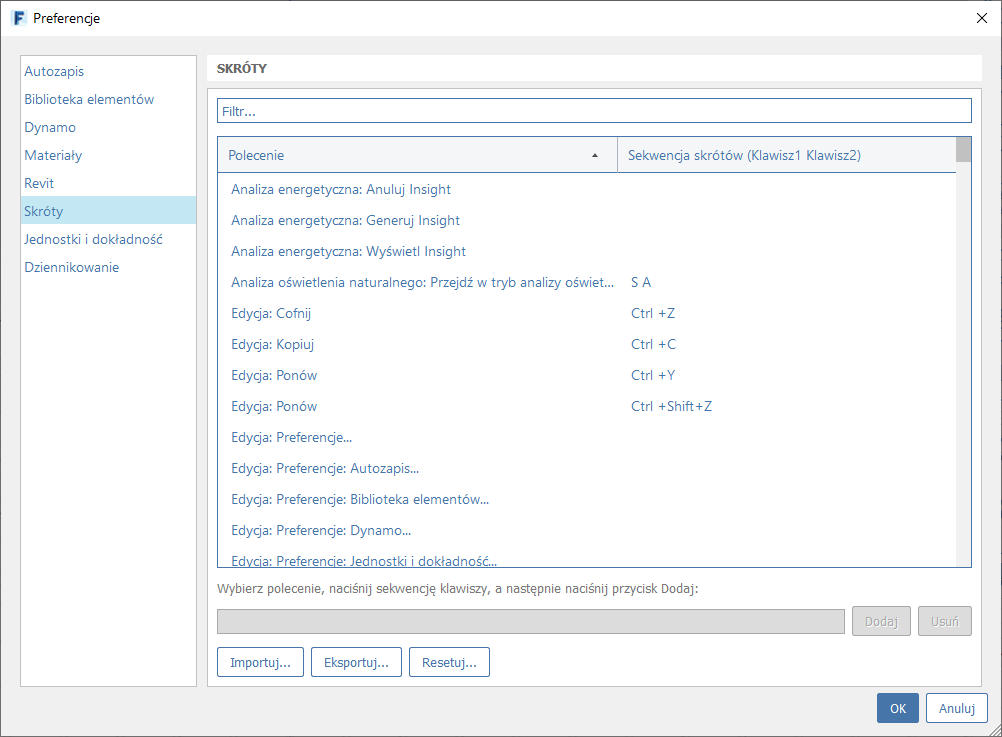 Preferencje
Autozapis
Biblioteka elementów
Dynamo
Materiały
Revit
Skróty
Jednostki i dokładność
Dziennikowanie
SKRÓTY
Filtr...
Polecenie Sekwencja skrótów (Klawisz1 Klawisz2)
Analiza energetyczna: Anuluj Insight
Analiza energetyczna: Generuj Insight
Analiza energetyczna: Wyświetl Insight
Analiza oświetlenia naturalnego: Przejdź w tryb analizy oświet... S A
Edycja: Cofnij Ctrl +Z
Edycja: Kopiuj Ctrl +C
Edycja: Ponów Ctrl +Y
Edycja: Ponów Ctrl +Shift+Z
Edycja: Preferencje...
Edycja: Preferencje: Autozapis...
Edycja: Preferencje: Biblioteka elementów...
Edycja: Preferencje: Dynamo...
Edycja: Preferencje: Jednostki i dokładność...
Wybierz polecenie, naciśnij sekwencję klawiszy, a następnie naciśnij przycisk Dodaj:
Dodaj Usuń
Importuj... Eksportuj... Resetuj...
OK Anuluj